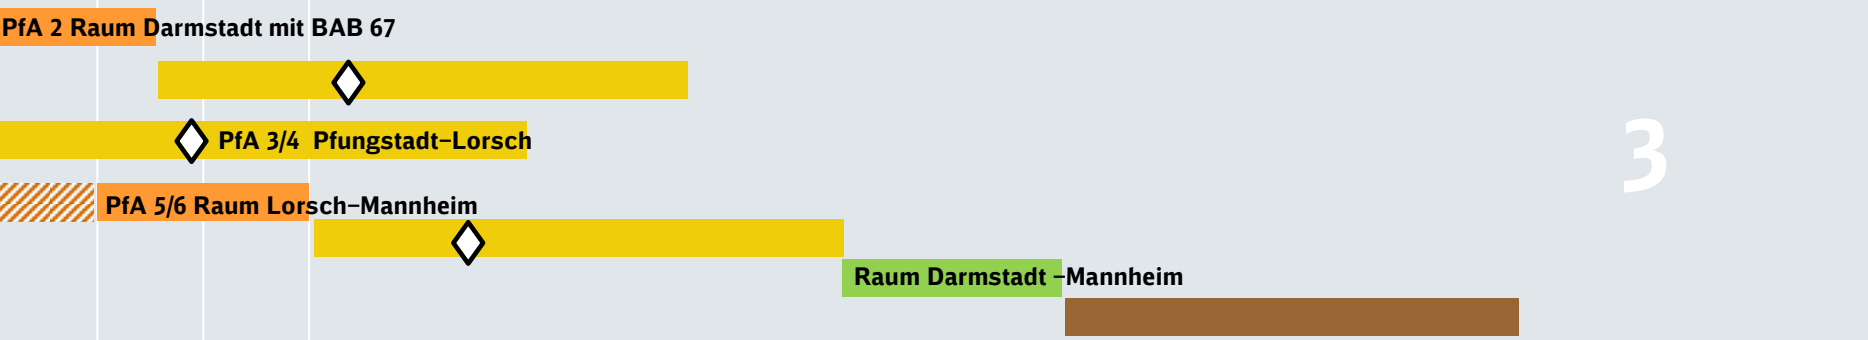 PfA 2 Raum Darmstadt mit BAB 67
PfA 3/4 Pfungstadt–Lorsch
3
PfA 5/6 Raum Lorsch–Mannheim
Raum Darmstadt –Mannheim